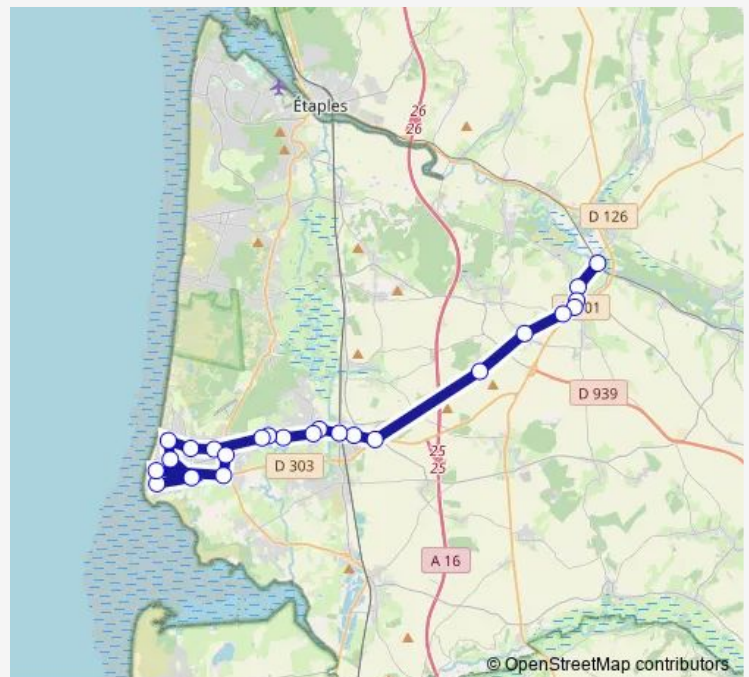 Étaples
26
26
D 126
01
D 939
D 303
25
25
A 16
© OpenStreetMap contributors